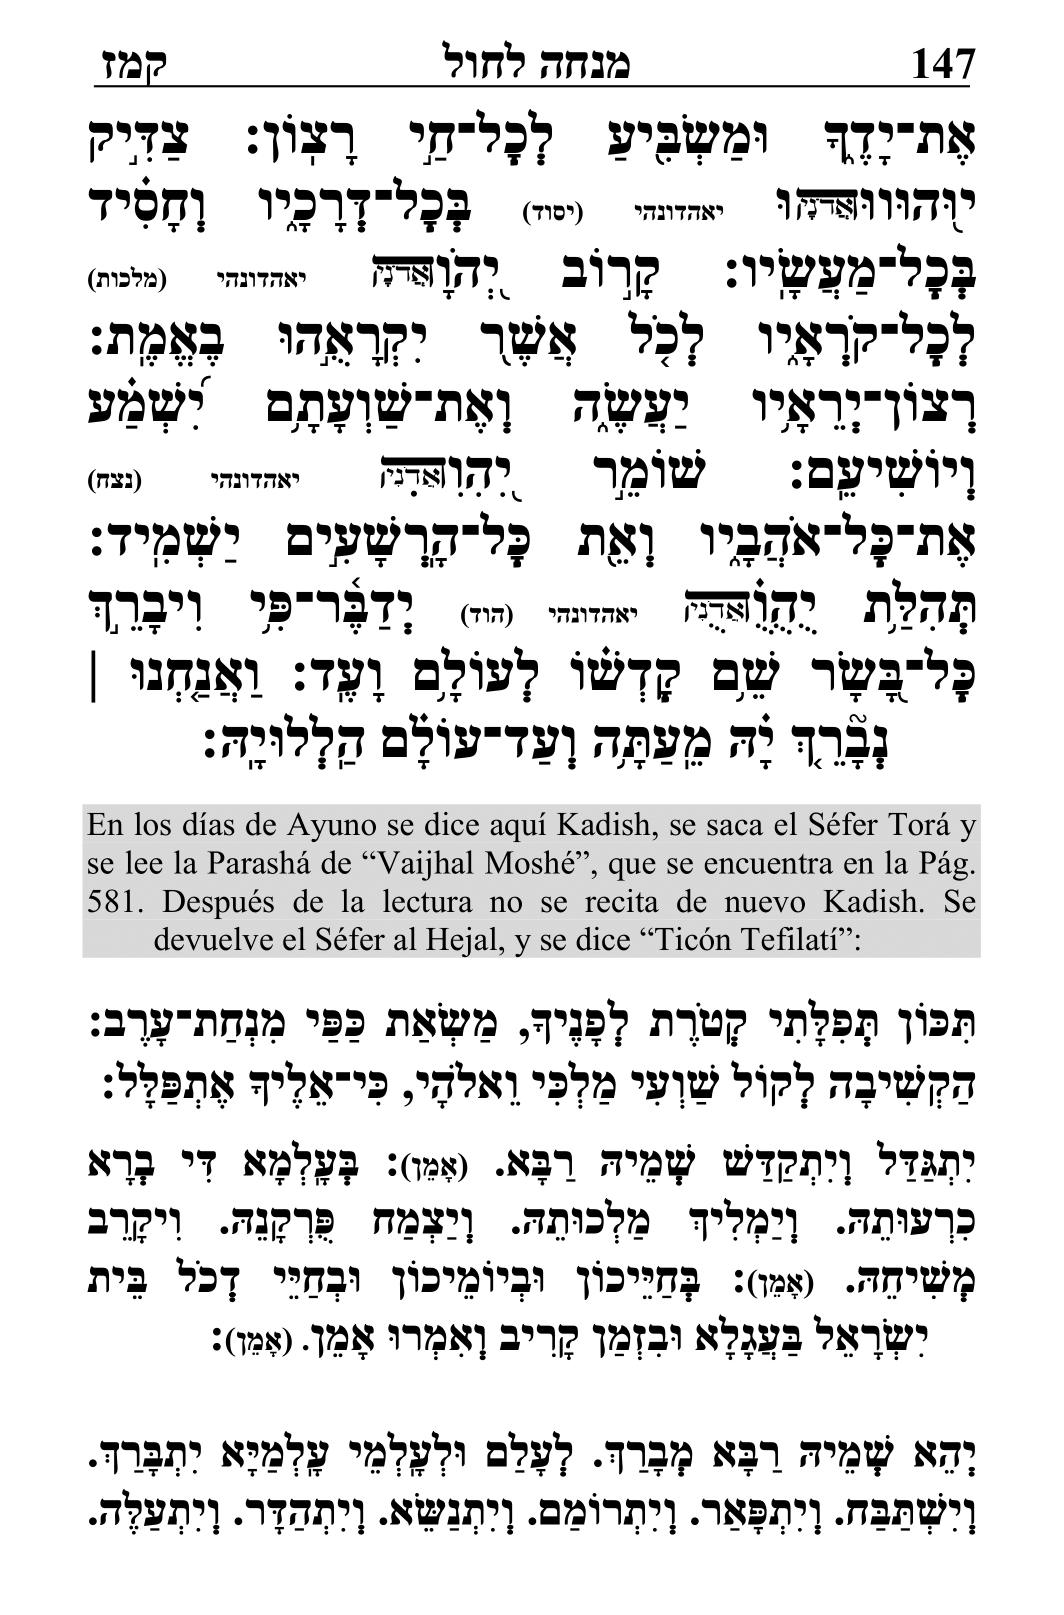 147 מנחה לחול קמז
אֶת־יָדֶ֑ךָ וּמַשְׂבִּ֖יעַ לְכׇל־חַ֣י רָצֽוֹן׃ צַדִּ֣יק
יוּהוּווּאֲדֹנָי֭וּ יאהדונהי (יסוד) בְּכׇל־דְּרָכָ֑יו וְ֝חָסִ֗יד
בְּכׇל־מַעֲשָֽׂיו׃ קָר֣וֹב יְ֭הֹוָאֲדֹנָי יאהדונהי (מלכות)
לְכׇל־קֹרְאָ֑יו לְכֹ֤ל אֲשֶׁ֖ר יִקְרָאֻ֣הוּ בֶאֱמֶֽת׃
רְצוֹן־יְרֵאָ֥יו יַעֲשֶׂ֑ה וְֽאֶת־שַׁוְעָתָ֥ם יִ֝שְׁמַ֗ע
וְיוֹשִׁיעֵֽם׃ שׁוֹמֵ֣ר יִ֭הִוִאֲדֹנָי יאהדונהי (נצח)
אֶת־כׇּל־אֹהֲבָ֑יו וְאֵ֖ת כׇּל־הָרְשָׁעִ֣ים יַשְׁמִֽיד׃
תְּהִלַּ֥ת יֻהֻוֻ֗אֲדֹנָי יאהדונהי (הוד) יְֽדַבֶּ֫ר־פִּ֥י וִיבָרֵ֣ךְ
כׇּל־בָּ֭שָׂר שֵׁ֥ם קׇדְשׁ֗וֹ לְעוֹלָ֥ם וָעֶֽד׃ וַאֲנַ֤חְנוּ |
נְבָ֘רֵ֤ךְ יָ֗הּ מֵֽעַתָּ֥ה וְעַד־עוֹלָ֗ם הַֽלְלוּיָֽהּ׃
En los días de Ayuno se dice aquí Kadish, se saca el Séfer Torá y
se lee la Parashá de “Vaijhal Moshé”, que se encuentra en la Pág.
581. Después de la lectura no se recita de nuevo Kadish. Se
devuelve el Séfer al Hejal, y se dice “Ticón Tefilatí”:
תִּכּוֹן תְּפִלָּתִי קְטֹרֶת לְפָנֶיךָ, מַשְׂאַת כַּפַּי מִנְחַת־עָרֶב׃
הַקְשִׁיבָה לְקוֹל שַׁוְעִי מַלְכִּי וֵאלֹהָי, כִּי־אֵלֶיךָ אֶתְפַּלָּל׃
יִתְגַּדַּל וְיִתְקַדַּשׁ שְׁמֵיהּ רַבָּא. (אָמֵן): בְּעָלְמָא דִּי בְרָא
כִרְעוּתֵהּ. וְיַמְלִיךְ מַלְכוּתֵהּ. וְיַצְמַח פֻּרְקָנֵהּ. וִיקָרֵב
מְשִׁיחֵהּ. (אָמֵן): בְּחַיֵּיכוֹן וּבְיוֹמֵיכוֹן וּבְחַיֵּי דְכֹל בֵּית
יִשְׂרָאֵל בַּעֲגָלָא וּבִזְמַן קָרִיב וְאִמְרוּ אָמֵן. (אָמֵן):
יְהֵא שְׁמֵיהּ רַבָּא מְבָרַךְ. לְעָלַם וּלְעָלְמֵי עָלְמַיָּא יִתְבָּרַךְ.
וְיִשְׁתַּבַּח. וְיִתְפָּאַר. וְיִתְרוֹמַם. וְיִתְנַשֵּׂא. וְיִתְהַדָּר. וְיִתְעַלֶּה.